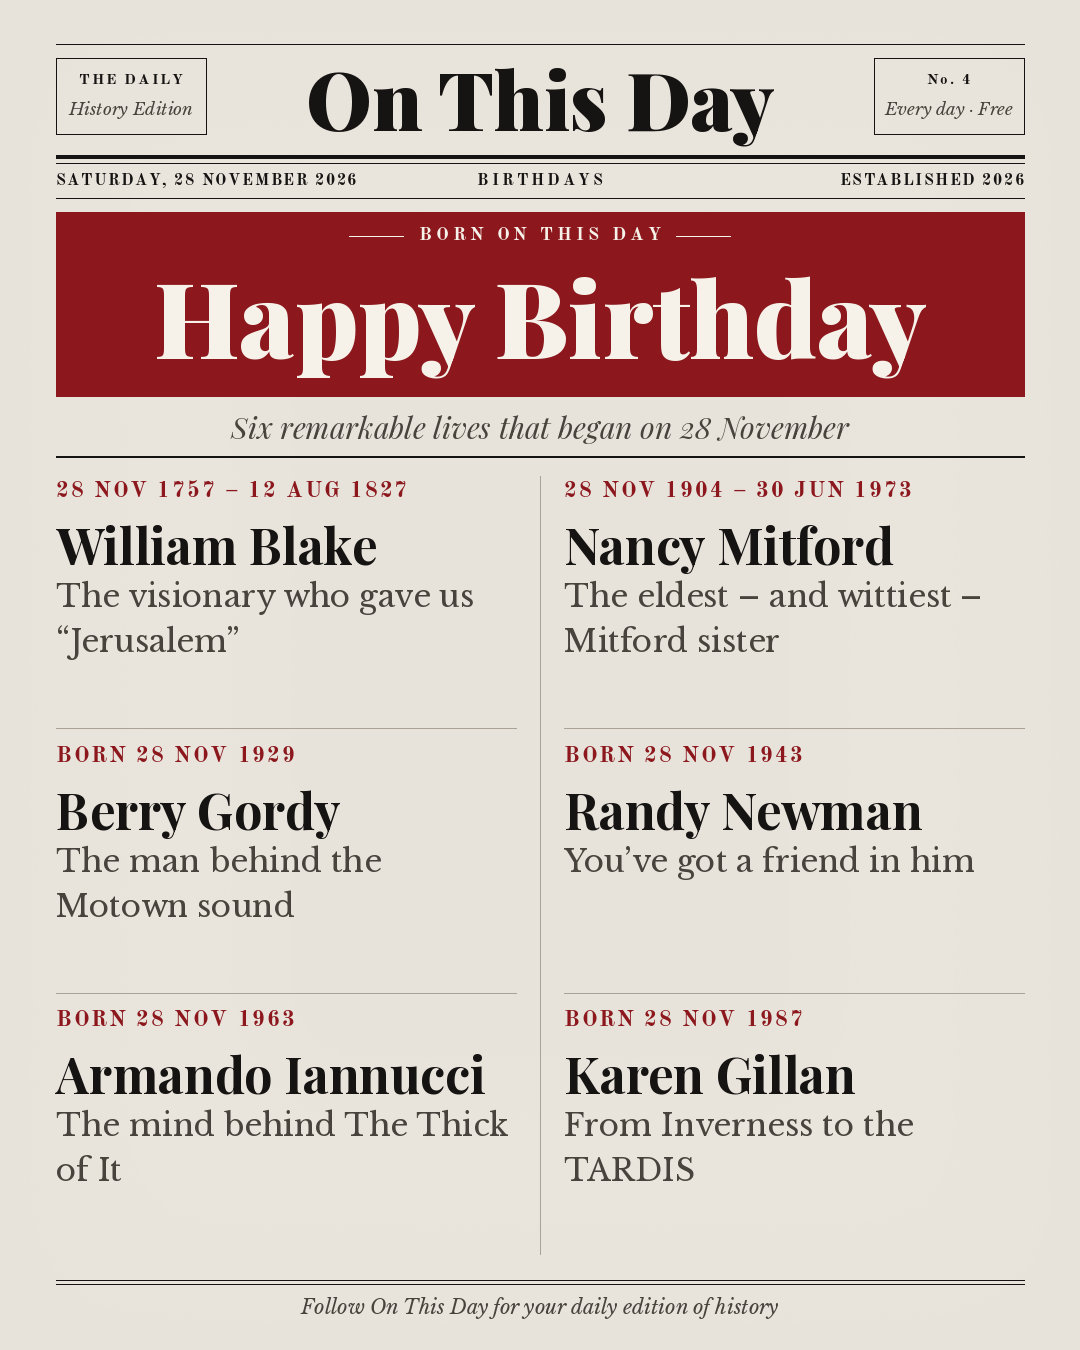 THE DAILY
History Edition
On This Day
No. 4
Every day · Free
SATURDAY, 28 NOVEMBER 2026
BIRTHDAYS
ESTABLISHED 2026
BORN ON THIS DAY
Happy Birthday
Six remarkable lives that began on 28 November
28 NOV 1757 – 12 AUG 1827
William Blake
The visionary who gave us
“Jerusalem”
28 NOV 1904 – 30 JUN 1973
Nancy Mitford
The eldest – and wittiest –
Mitford sister
BORN 28 NOV 1929
Berry Gordy
The man behind the
Motown sound
BORN 28 NOV 1943
Randy Newman
You’ve got a friend in him
BORN 28 NOV 1963
Armando Iannucci
The mind behind The Thick
of It
BORN 28 NOV 1987
Karen Gillan
From Inverness to the
TARDIS
Follow On This Day for your daily edition of history